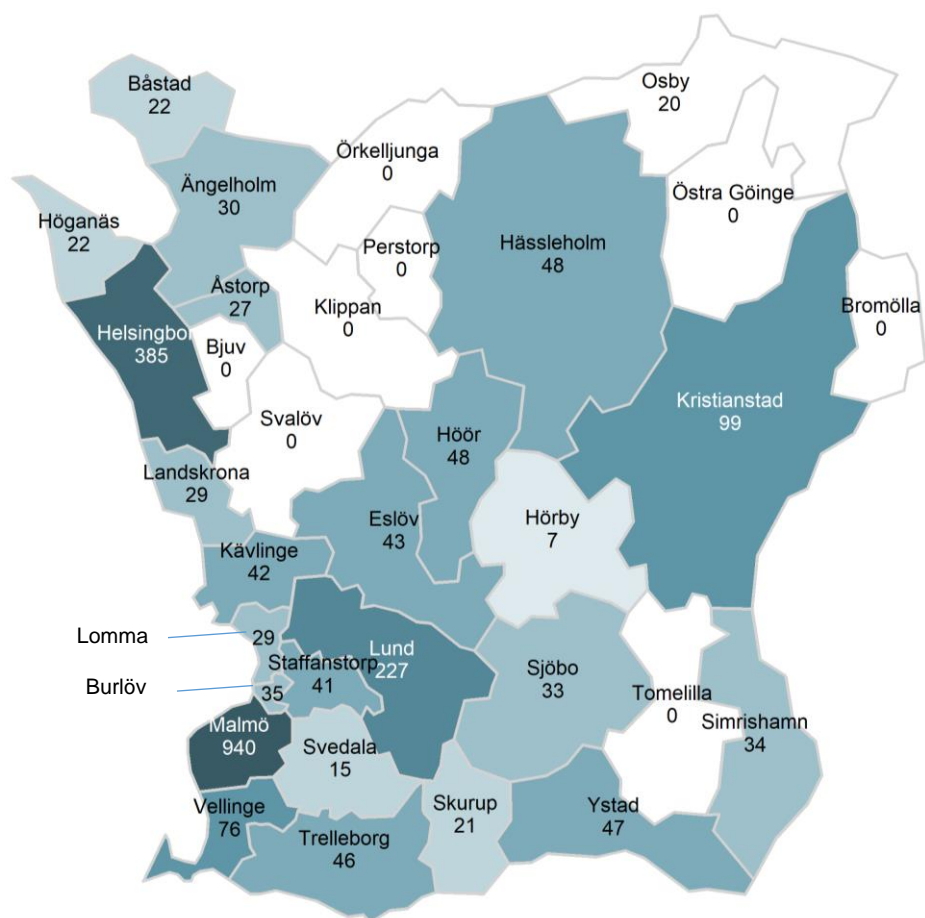 Båstad
22
Osby
20
Örkelljunga
0
Ängelholm
30
Östra Göinge
0
Höganäs
22
Perstorp
0
Hässleholm
48
Åstorp
27
Klippan
0
Bromölla
0
Helsingbor
385
Bjuv
0
Kristianstad
99
Svalöv
0
Höör
48
Landskrona
29
Eslöv
43
Hörby
7
Kävlinge
42
Lomma
29
Lund
227
Staffanstorp
41
Burlöv
35
Sjöbo
33
Tomelilla
0
Simrishamn
34
Malmö
940
Svedala
15
Skurup
21
Vellinge
76
Ystad
47
Trelleborg
46